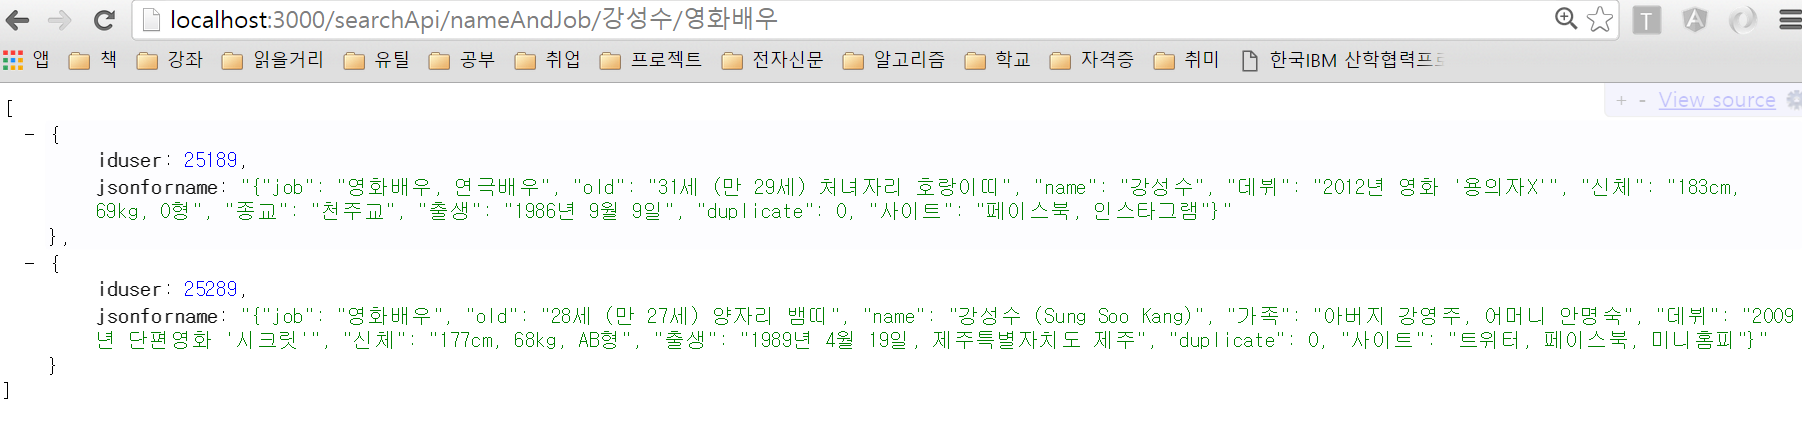 localhost:3000/searchApi/nameAndJob/강성수/영화배우
앱 책 강좌 읽을거리 유틸 공부 취업 프로젝트 전자신문 알고리즘 학교 자격증 취미 한국IBM 산학협력프로
+ - View source
[
- {
iduser: 25189,
jsonforname: "{"job": "영화배우, 연극배우", "old": "31세 (만 29세) 처녀자리 호랑이띠", "name": "강성수", "데뷔": "2012년 영화 '용의자X'", "신체": "183cm,
69kg, O형", "종교": "천주교", "출생": "1986년 9월 9일", "duplicate": 0, "사이트": "페이스북, 인스타그램"}"
},
- {
iduser: 25289,
jsonforname: "{"job": "영화배우", "old": "28세 (만 27세) 양자리 뱀띠", "name": "강성수 (Sung Soo Kang)", "가족": "아버지 강영주, 어머니 안명숙", "데뷔": "2009
년 단편영화 '시크릿'", "신체": "177cm, 68kg, AB형", "출생": "1989년 4월 19일, 제주특별자치도 제주", "duplicate": 0, "사이트": "트위터, 페이스북, 미니홈피"}"
}
]